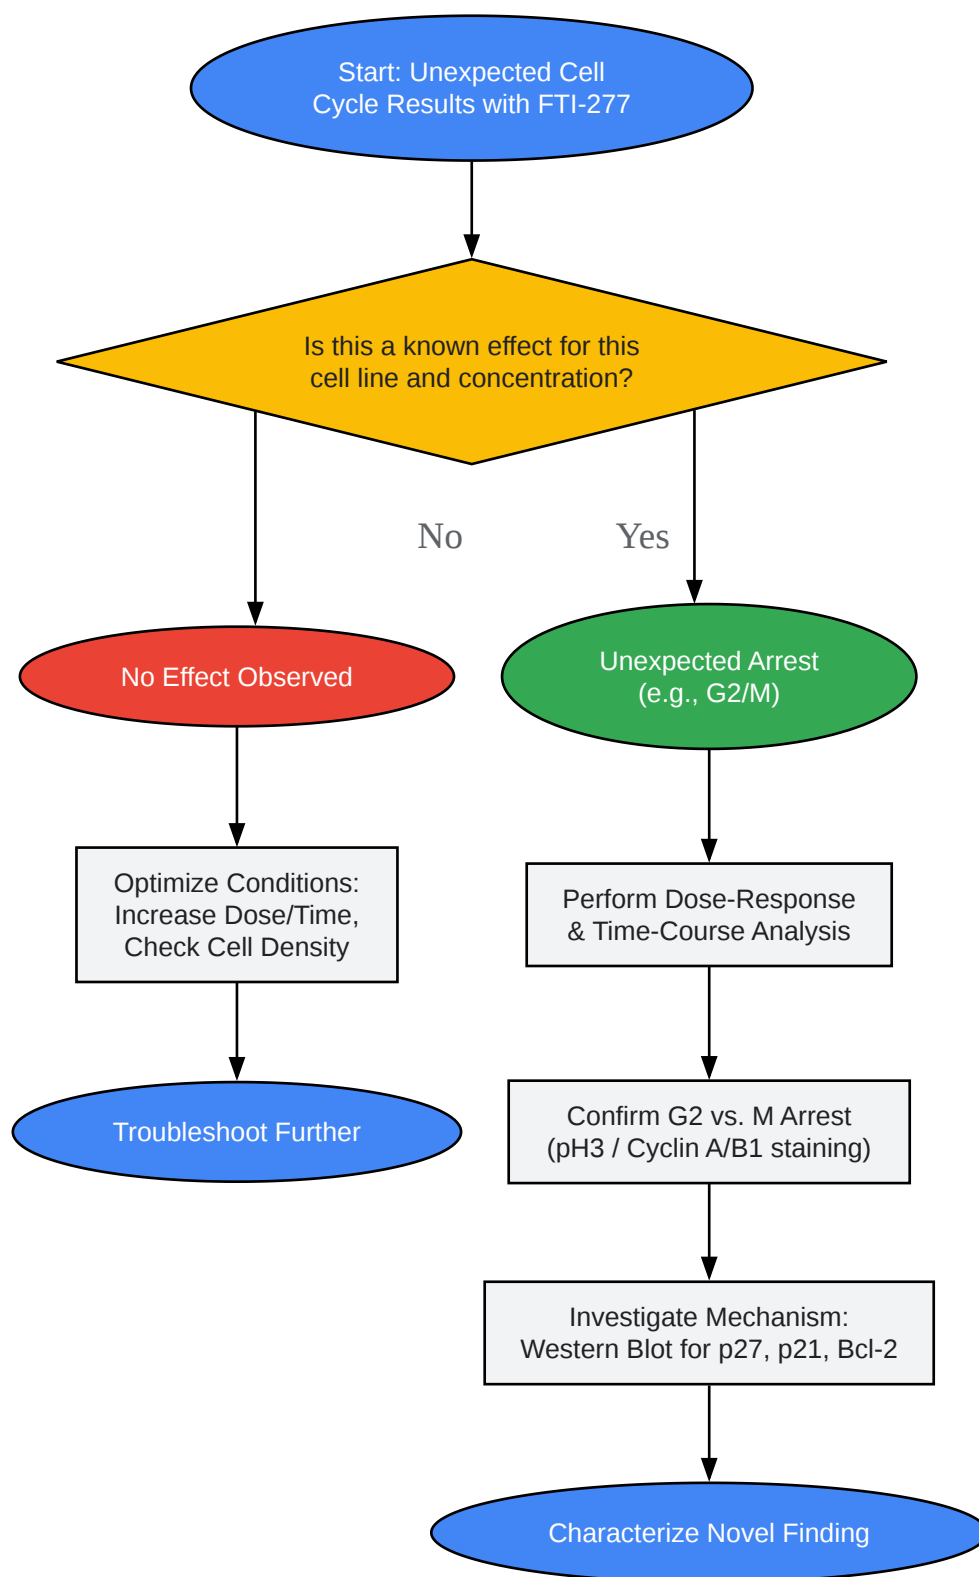 Start: Unexpected Cell
Cycle Results with FTI-277
Is this a known effect for this
cell line and concentration?
No
Yes
No Effect Observed
Unexpected Arrest
(e.g., G2/M)
Optimize Conditions:
Increase Dose/Time,
Check Cell Density
Perform Dose-Response
& Time-Course Analysis
Troubleshoot Further
Confirm G2 vs. M Arrest
(pH3 / Cyclin A/B1 staining)
Investigate Mechanism:
Western Blot for p27, p21, Bcl-2
Characterize Novel Finding